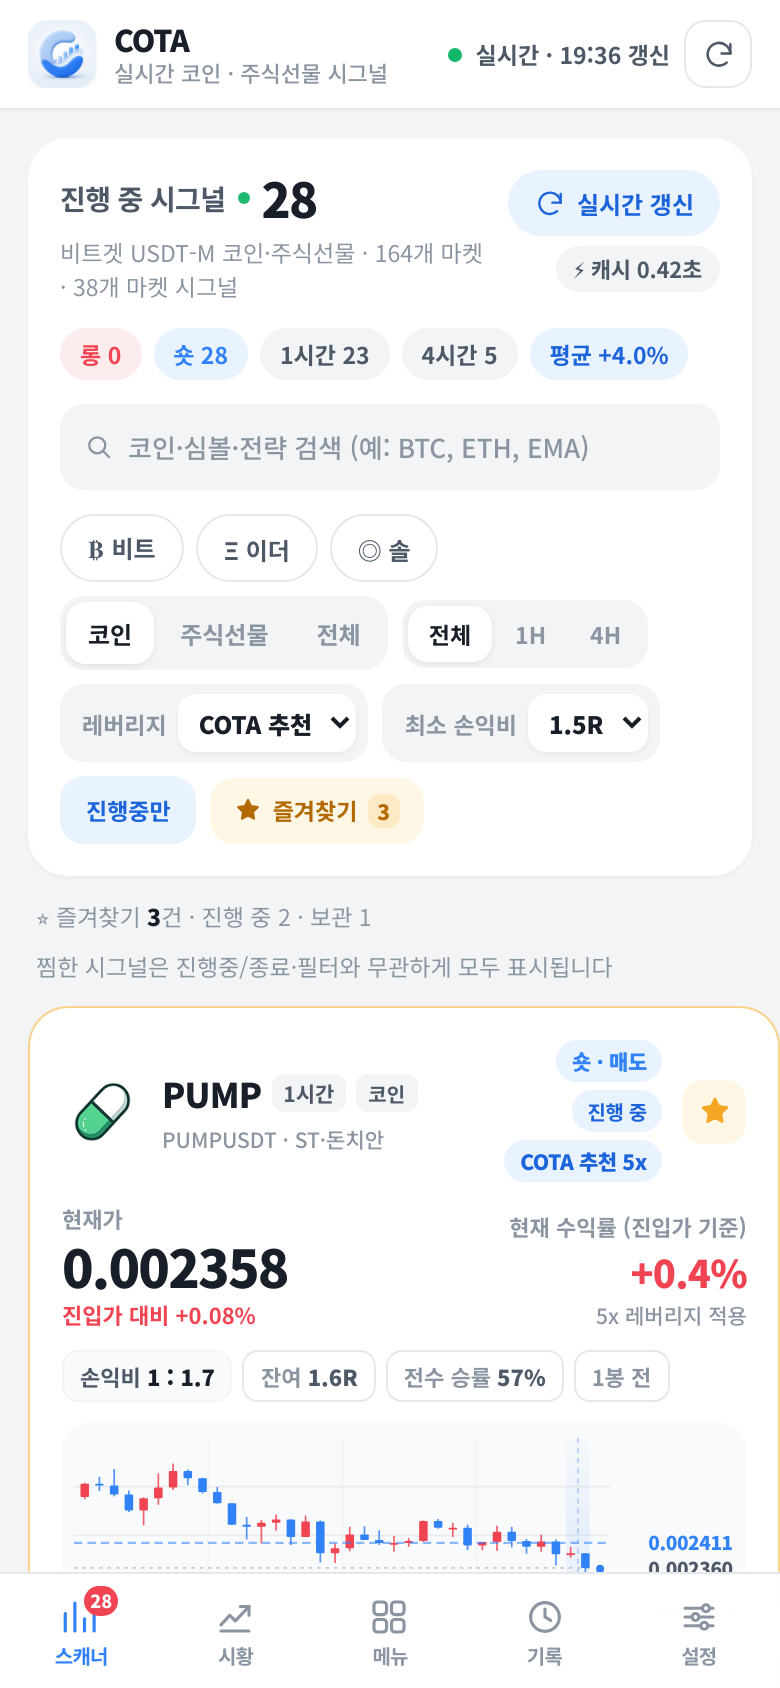 COTA
실시간 코인 · 주식선물 시그널
실시간 · 19:36 갱신
진행 중 시그널 28
실시간 갱신
비트겟 USDT-M 코인·주식선물 · 164개 마켓
· 38개 마켓 시그널
⚡ 캐시 0.42초
롱 0
숏 28
1시간 23
4시간 5
평균 +4.0%
코인·심볼·전략 검색 (예: BTC, ETH, EMA)
₿ 비트
Ξ 이더
◎ 솔
코인 주식선물 전체
전체 1H 4H
레버리지 COTA 추천
최소 손익비 1.5R
진행중만
★ 즐겨찾기 3
☆ 즐겨찾기 3건 · 진행 중 2 · 보관 1
찜한 시그널은 진행중/종료·필터와 무관하게 모두 표시됩니다
숏 · 매도
PUMP 1시간 코인
진행 중
PUMPUSDT · ST·돈치안
COTA 추천 5x
현재가
현재 수익률 (진입가 기준)
0.002358
+0.4%
진입가 대비 +0.08%
5x 레버리지 적용
손익비 1 : 1.7
잔여 1.6R
전수 승률 57%
1봉 전
0.002411
0.002360
28
스캐너
시황
메뉴
기록
설정